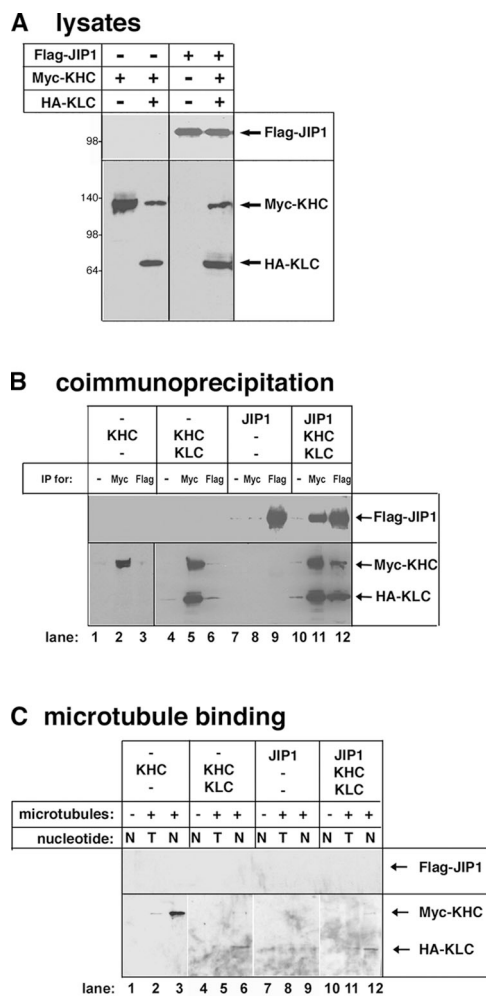 A lysates
Flag-JIP1 - - + +
Myc-KHC + + - +
HA-KLC - + - +
98-
Flag-JIP1
140-
Myc-KHC
98-
64-
HA-KLC
B coimmunoprecipitation
- - JIP1 JIP1
KHC KHC - KHC
- KLC - KLC
IP for: - Myc Flag - Myc Flag - Myc Flag - Myc Flag
Flag-JIP1
Myc-KHC
HA-KLC
lane: 1 2 3 4 5 6 7 8 9 10 11 12
C microtubule binding
- - JIP1 JIP1
KHC KHC - KHC
- KLC - KLC
microtubules: - + + - + + - + + - + +
nucleotide: N T N N T N N T N N T N
Flag-JIP1
Myc-KHC
HA-KLC
lane: 1 2 3 4 5 6 7 8 9 10 11 12